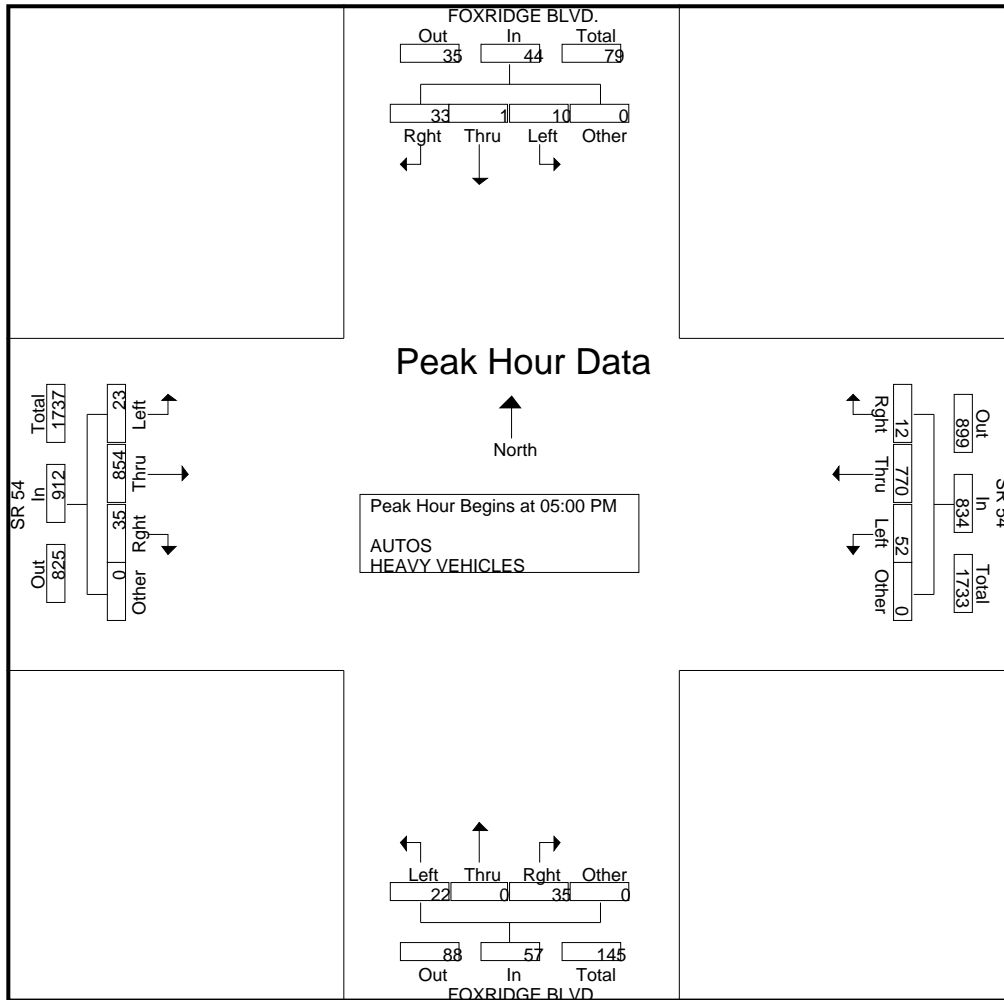 FOXRIDGE BLVD.
Out In Total
35 44 79
33 1 10 0
Rght Thru Left Other
Peak Hour Data
North
Peak Hour Begins at 05:00 PM
AUTOS
HEAVY VEHICLES
SR 54
Out In Total
825 912 1737
Left Thru Rght Other
23 854 35 0
SR 54
Out In Total
899 834 1733
Rght Thru Left Other
12 770 52 0
Left Thru Rght Other
22 0 35 0
88 57 145
Out In Total
FOXRIDGE BLVD.